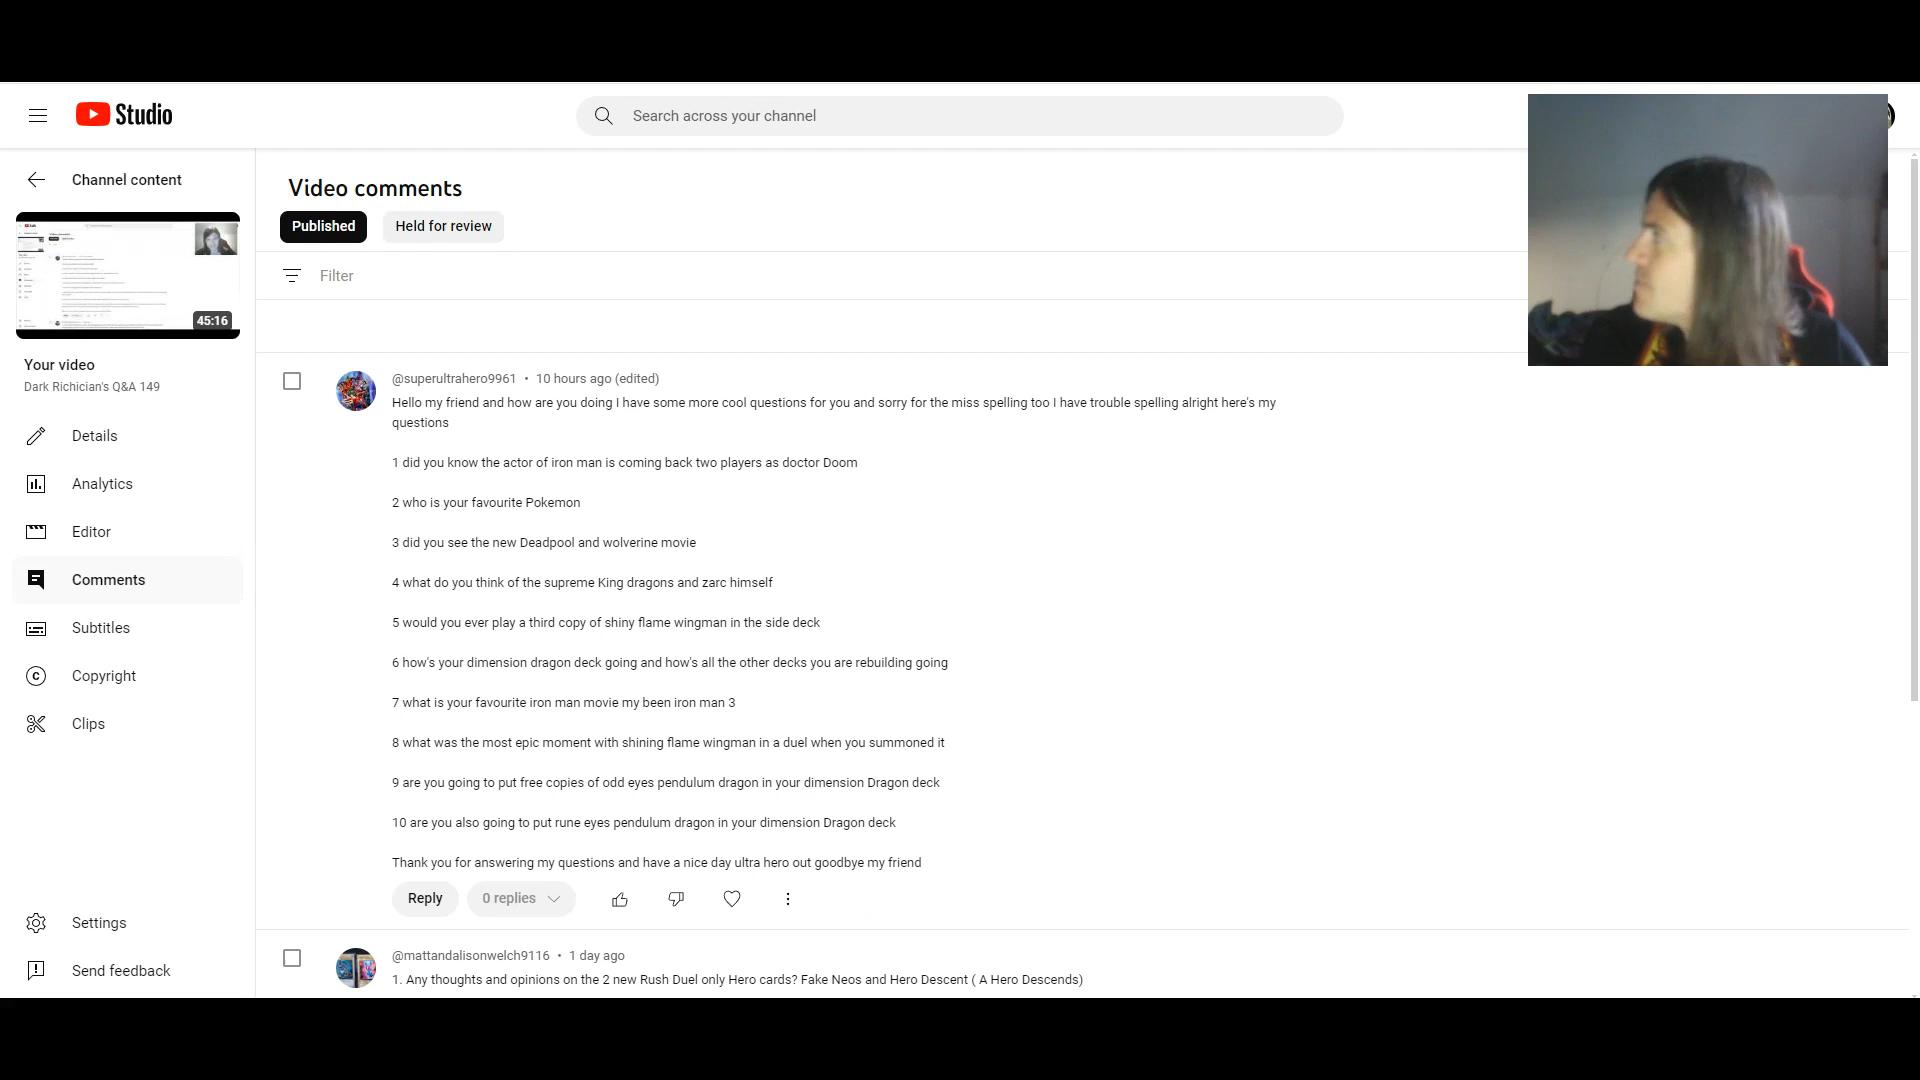 Studio
Search across your channel
Channel content
Video comments
Published
Held for review
Filter
45:16
Your video
Dark Richician's Q&A 149
Details
Analytics
Editor
Comments
Subtitles
Copyright
Clips
Settings
Send feedback
@superultrahero9961 • 10 hours ago (edited)
Hello my friend and how are you doing I have some more cool questions for you and sorry for the miss spelling too I have trouble spelling alright here's my
questions
1 did you know the actor of iron man is coming back two players as doctor Doom
2 who is your favourite Pokemon
3 did you see the new Deadpool and wolverine movie
4 what do you think of the supreme King dragons and zarc himself
5 would you ever play a third copy of shiny flame wingman in the side deck
6 how's your dimension dragon deck going and how's all the other decks you are rebuilding going
7 what is your favourite iron man movie my been iron man 3
8 what was the most epic moment with shining flame wingman in a duel when you summoned it
9 are you going to put free copies of odd eyes pendulum dragon in your dimension Dragon deck
10 are you also going to put rune eyes pendulum dragon in your dimension Dragon deck
Thank you for answering my questions and have a nice day ultra hero out goodbye my friend
Reply
0 replies
@mattandalisonwelch9116 • 1 day ago
1. Any thoughts and opinions on the 2 new Rush Duel only Hero cards? Fake Neos and Hero Descent ( A Hero Descends)